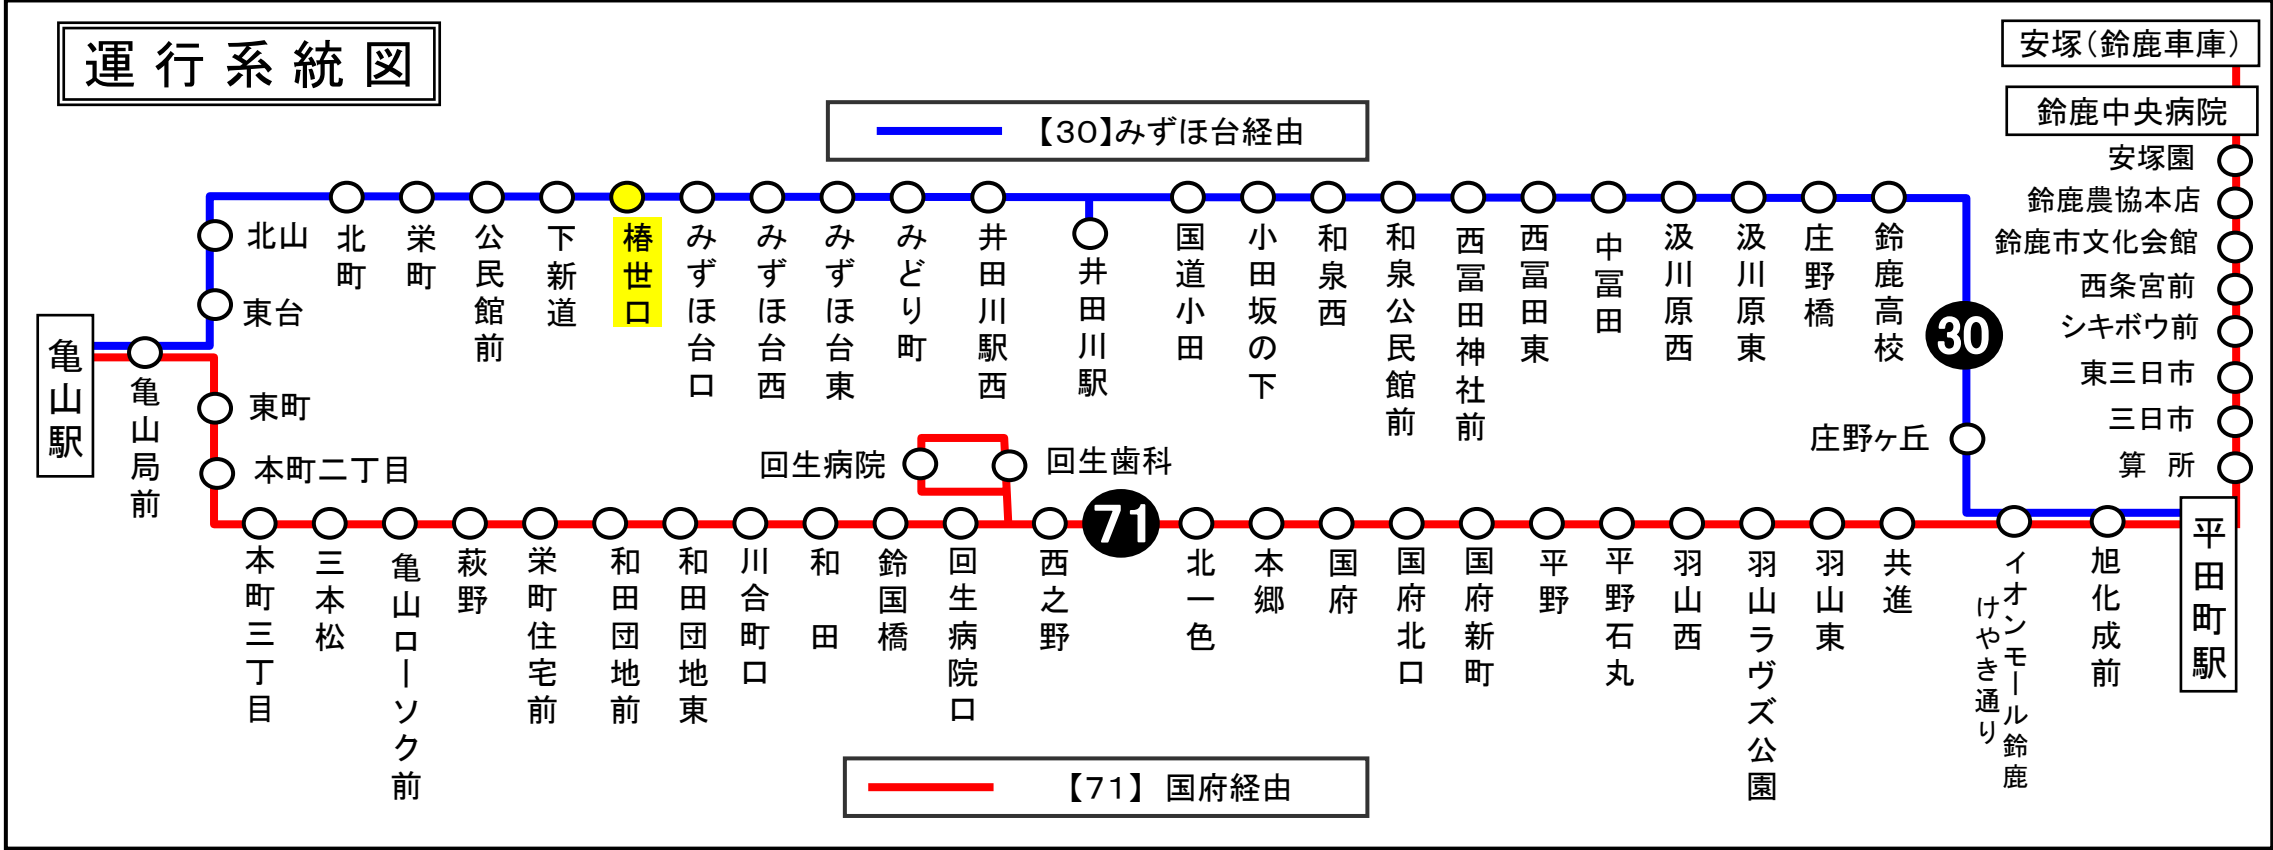 運行系統図
安塚(鈴鹿車庫)
鈴鹿中央病院
【30】みずほ台経由
安塚園
鈴鹿農協本店
鈴鹿市文化会館
西条宮前
シキボウ前
東三日市
三日市
算所
北山
東台
北町
栄町
公民館前
下新道
椿世口
みずほ台口
みずほ台西
みずほ台東
みどり町
井田川駅西
井田川駅
国道小田
小田坂の下
和泉西
和泉公民館前
西冨田神社前
西冨田東
中冨田
汲川原西
汲川原東
庄野橋
鈴鹿高校
30
庄野ヶ丘
亀山駅
亀山局前
東町
本町二丁目
回生病院
回生歯科
71
本町三丁目
三本松
亀山ローソク前
萩野
栄町住宅前
和田団地前
和田団地東
川合町口
和田
鈴国橋
回生病院口
西之野
北一色
本郷
国府
国府北口
国府新町
平野
平野石丸
羽山西
羽山ラヴズ公園
羽山東
共進
イオンモール鈴鹿
けやき通り
旭化成前
平田町駅
【71】 国府経由